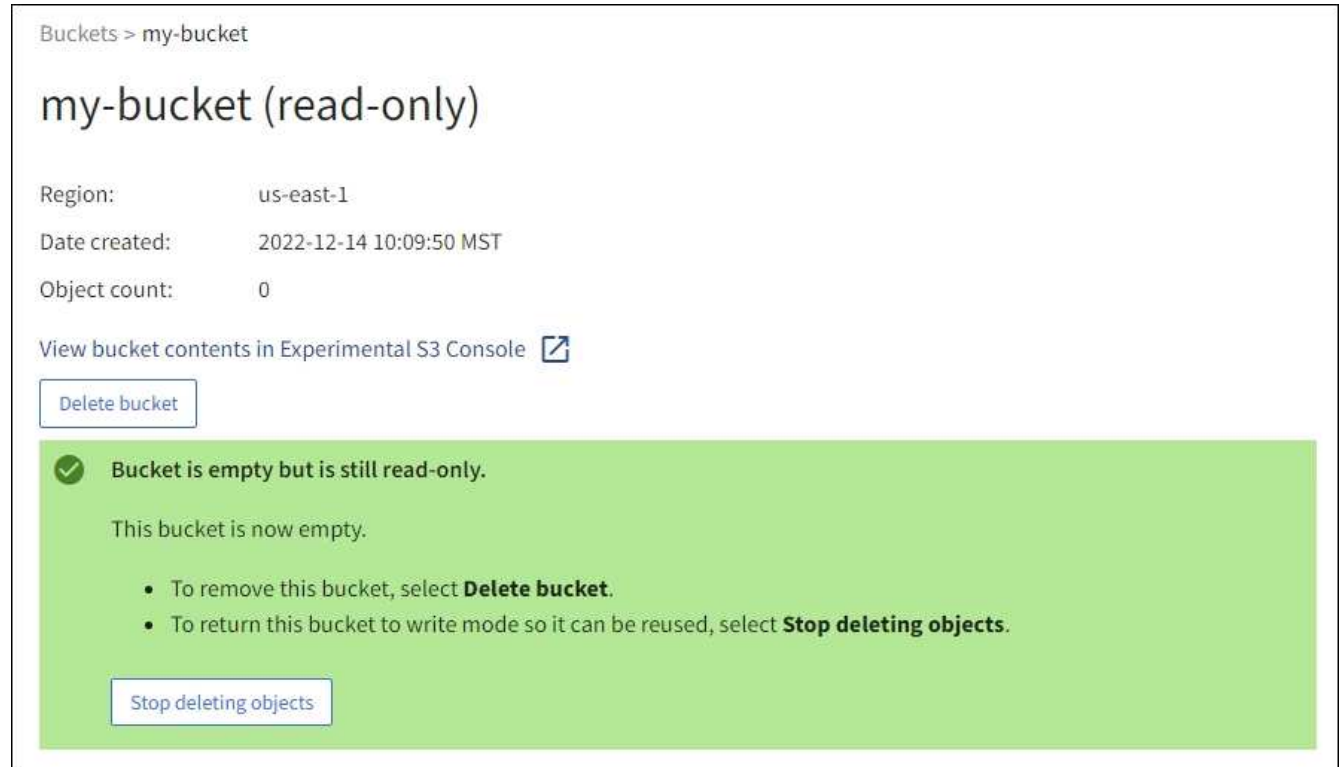 Buckets > my-bucket
my-bucket (read-only)
Region: us-east-1
Date created: 2022-12-14 10:09:50 MST
Object count: 0
View bucket contents in Experimental S3 Console
Delete bucket
Bucket is empty but is still read-only.
This bucket is now empty.
• To remove this bucket, select Delete bucket.
• To return this bucket to write mode so it can be reused, select Stop deleting objects.
Stop deleting objects